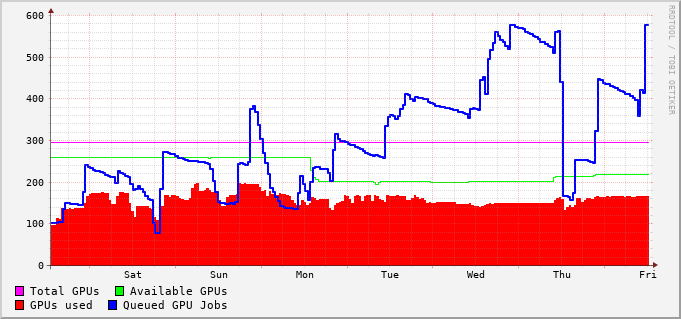 600
500
400
300
200
100
0
Sat Sun Mon Tue Wed Thu Fri
Total GPUs Available GPUs
GPUs used Queued GPU Jobs
RRDTOOL / TOBI OETIKER